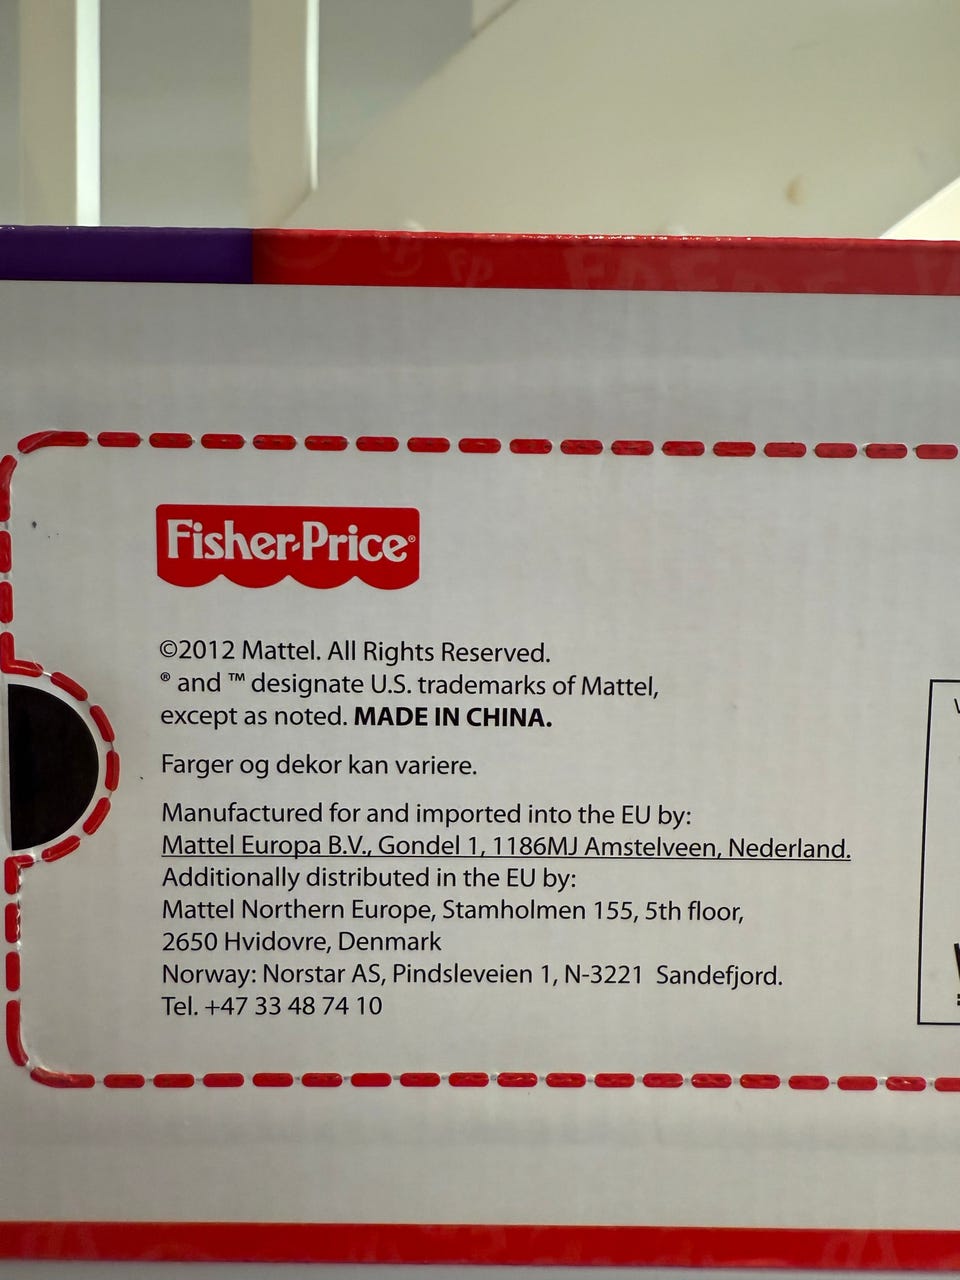 Fisher-Price®
©2012 Mattel. All Rights Reserved.
® and ™ designate U.S. trademarks of Mattel,
except as noted. MADE IN CHINA.
Farger og dekor kan variere.
Manufactured for and imported into the EU by:
Mattel Europa B.V., Gondel 1, 1186MJ Amstelveen, Nederland.
Additionally distributed in the EU by:
Mattel Northern Europe, Stamholmen 155, 5th floor,
2650 Hvidovre, Denmark
Norway: Norstar AS, Pindsleveien 1, N-3221 Sandefjord.
Tel. +47 33 48 74 10